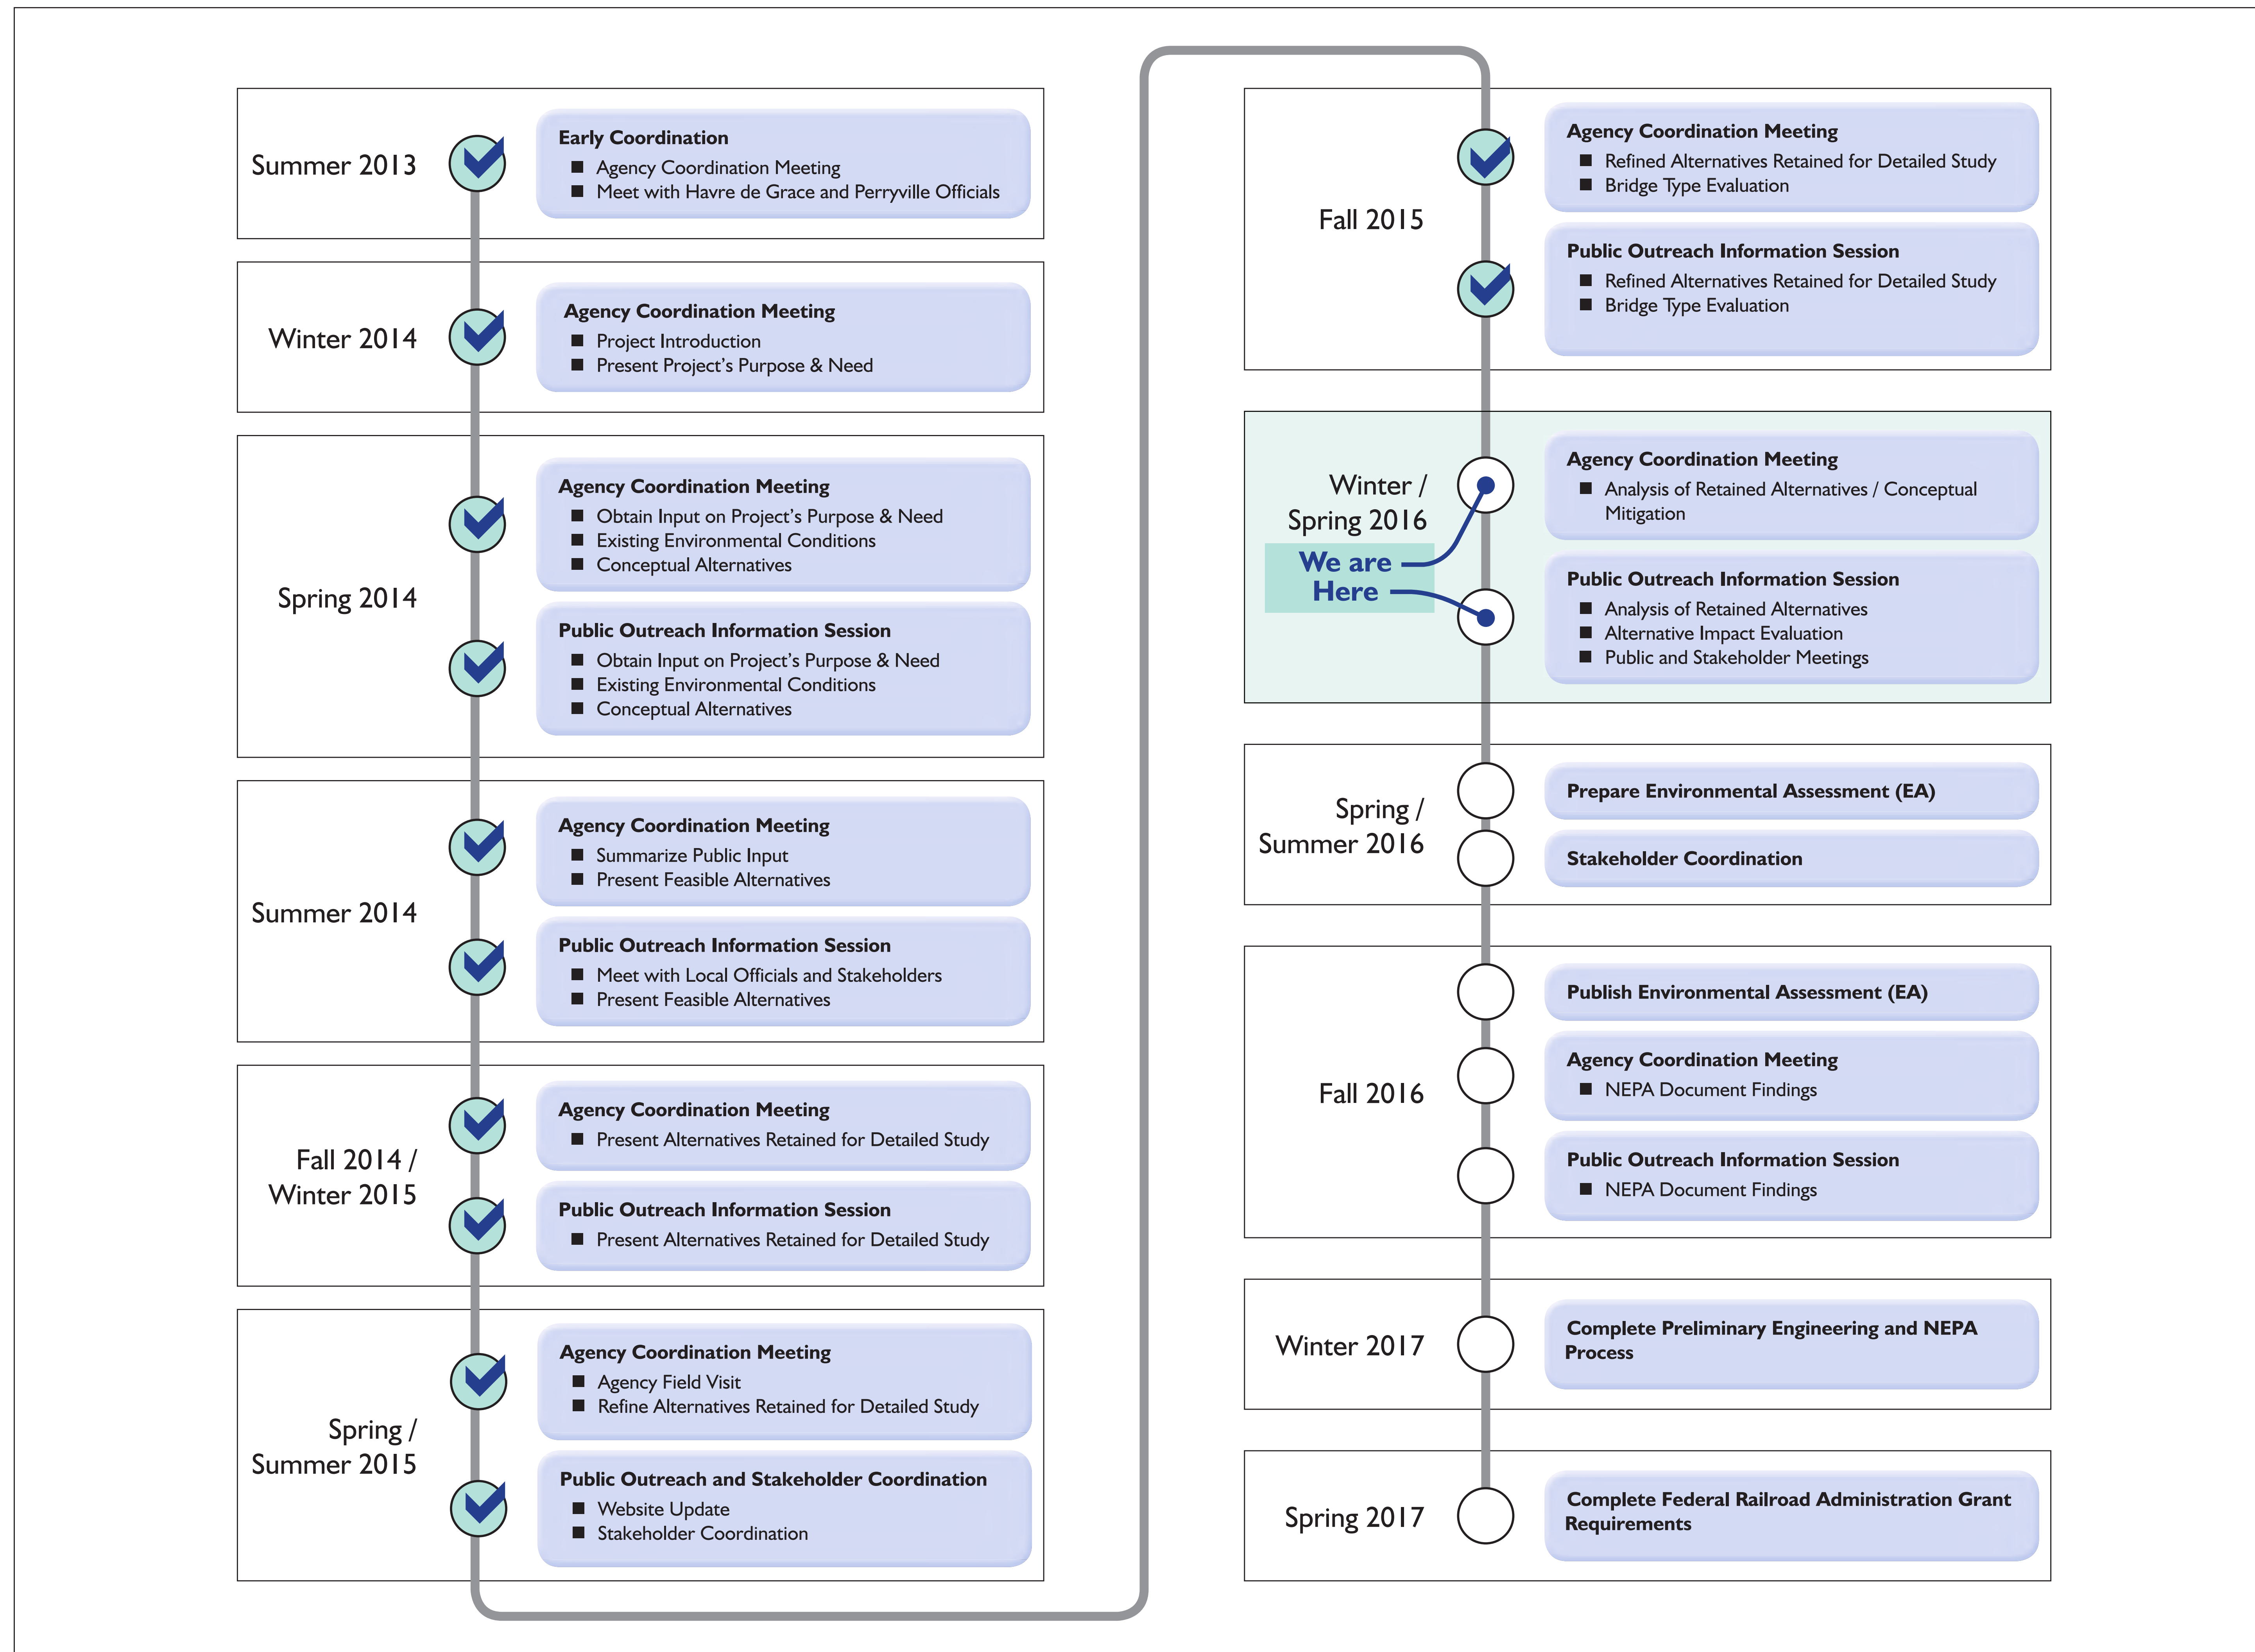 Summer 2013
Early Coordination
■ Agency Coordination Meeting
■ Meet with Havre de Grace and Perryville Officials
Winter 2014
Agency Coordination Meeting
■ Project Introduction
■ Present Project's Purpose & Need
Spring 2014
Agency Coordination Meeting
■ Obtain Input on Project's Purpose & Need
■ Existing Environmental Conditions
■ Conceptual Alternatives
Public Outreach Information Session
■ Obtain Input on Project's Purpose & Need
■ Existing Environmental Conditions
■ Conceptual Alternatives
Summer 2014
Agency Coordination Meeting
■ Summarize Public Input
■ Present Feasible Alternatives
Public Outreach Information Session
■ Meet with Local Officials and Stakeholders
■ Present Feasible Alternatives
Fall 2014 /
Winter 2015
Agency Coordination Meeting
■ Present Alternatives Retained for Detailed Study
Public Outreach Information Session
■ Present Alternatives Retained for Detailed Study
Spring /
Summer 2015
Agency Coordination Meeting
■ Agency Field Visit
■ Refine Alternatives Retained for Detailed Study
Public Outreach and Stakeholder Coordination
■ Website Update
■ Stakeholder Coordination
Fall 2015
Agency Coordination Meeting
■ Refined Alternatives Retained for Detailed Study
■ Bridge Type Evaluation
Public Outreach Information Session
■ Refined Alternatives Retained for Detailed Study
■ Bridge Type Evaluation
Winter /
Spring 2016
We are
Here
Agency Coordination Meeting
■ Analysis of Retained Alternatives / Conceptual
Mitigation
Public Outreach Information Session
■ Analysis of Retained Alternatives
■ Alternative Impact Evaluation
■ Public and Stakeholder Meetings
Spring /
Summer 2016
Prepare Environmental Assessment (EA)
Stakeholder Coordination
Fall 2016
Publish Environmental Assessment (EA)
Agency Coordination Meeting
■ NEPA Document Findings
Public Outreach Information Session
■ NEPA Document Findings
Winter 2017
Complete Preliminary Engineering and NEPA
Process
Spring 2017
Complete Federal Railroad Administration Grant
Requirements